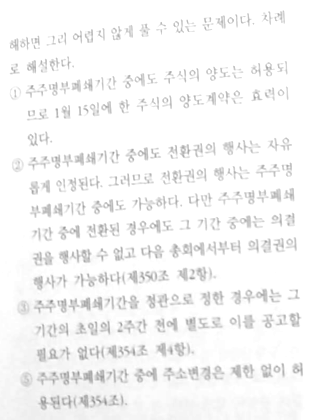 해하면 그리 어렵지 않게 풀 수 있는 문제이다. 차례
로 해설한다.
① 주주명부폐쇄기간 중에도 주식의 양도는 허용되
므로 1월 15일에 한 주식의 양도계약은 효력이
있다.
② 주주명부폐쇄기간 중에도 전환권의 행사는 자유
롭게 인정된다. 그러므로 전환권의 행사는 주주명
부폐쇄기간 중에도 가능하다. 다만 주주명부폐쇄
기간 중에 전환된 경우에도 그 기간 중에는 의결
권을 행사할 수 없고 다음 총회에서부터 의결권의
행사가 가능하다(제350조 제2항).
③ 주주명부폐쇄기간을 정관으로 정한 경우에는 그
기간의 초일의 2주간 전에 별도로 이를 공고할
필요가 없다(제354조 제4항).
⑤ 주주명부폐쇄기간 중에 주소변경은 제한 없이 허
용된다(제354조).